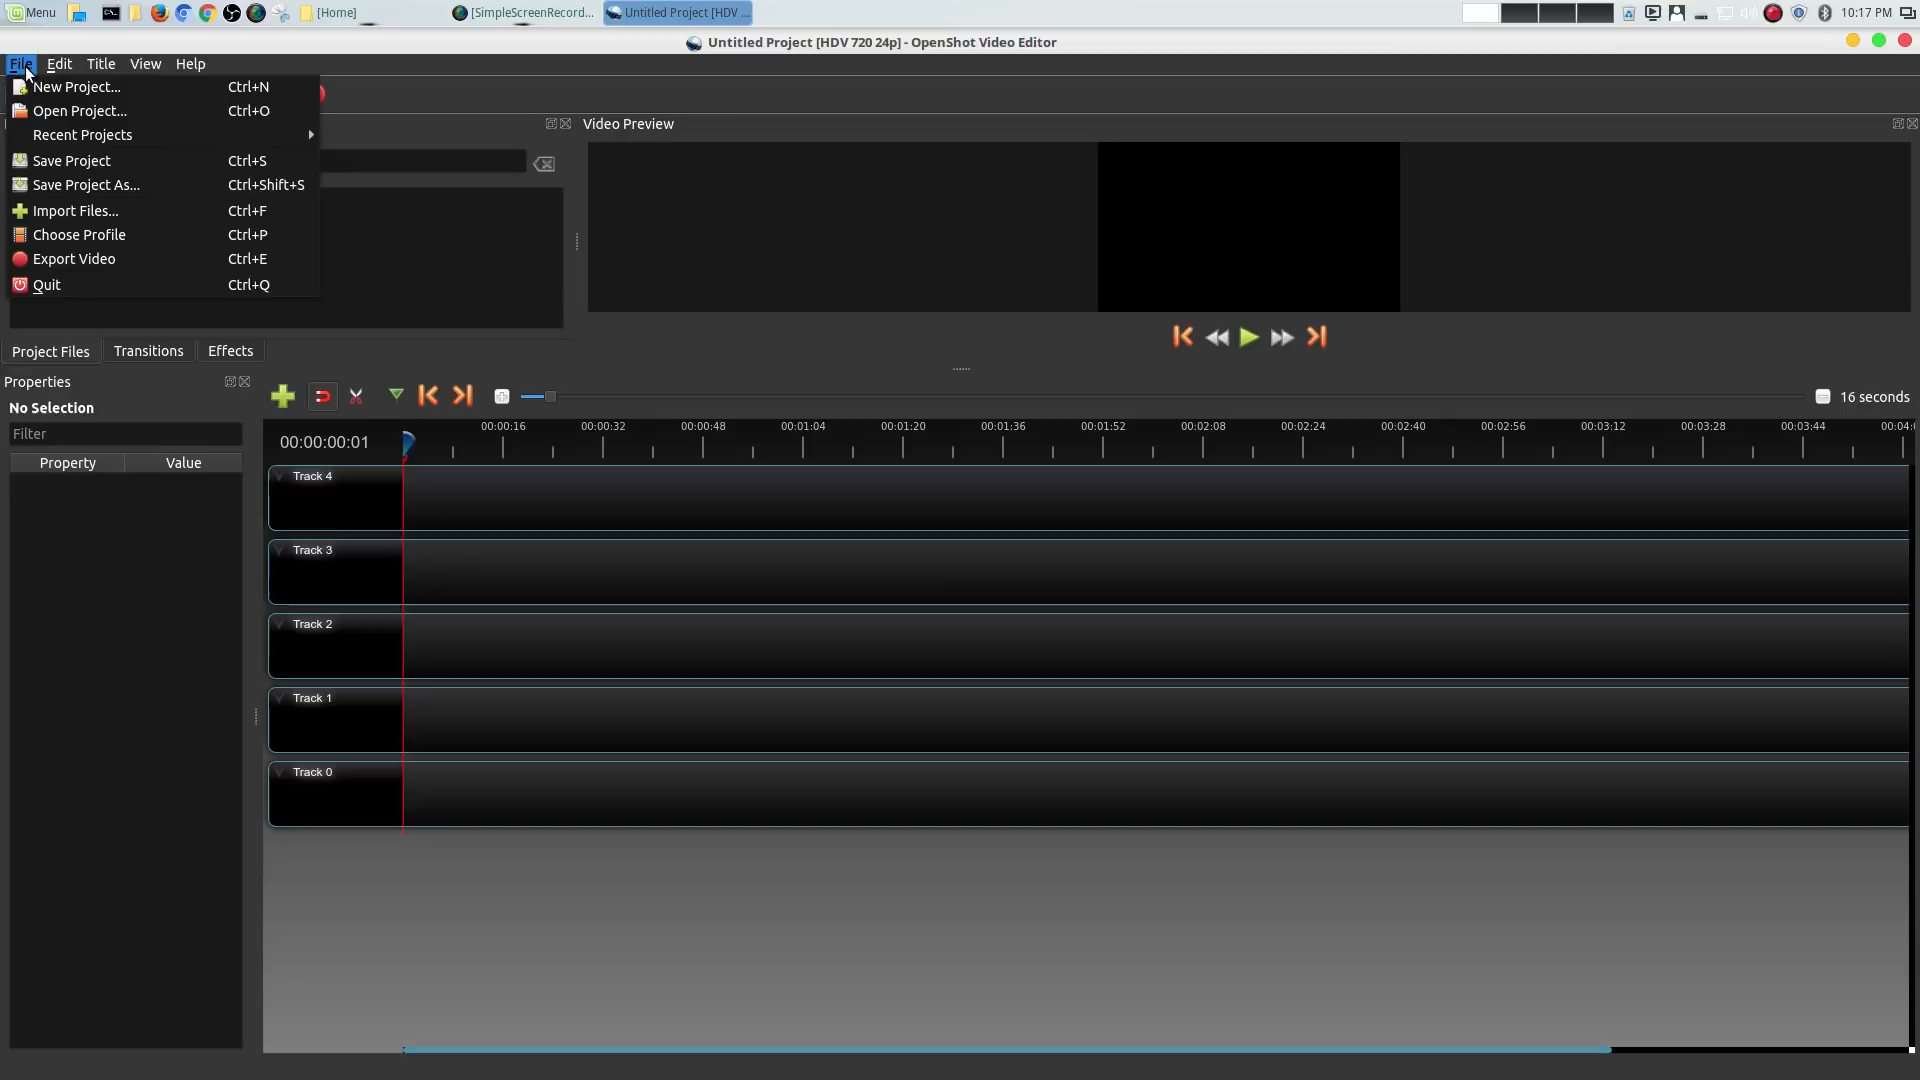 Menu
[Home]
[SimpleScreenRecord...
Untitled Project [HDV ...
10:17 PM
Untitled Project [HDV 720 24p] - OpenShot Video Editor
File Edit Title View Help
New Project... Ctrl+N
Open Project... Ctrl+O
Recent Projects
Save Project Ctrl+S
Save Project As... Ctrl+Shift+S
Import Files... Ctrl+F
Choose Profile Ctrl+P
Export Video Ctrl+E
Quit Ctrl+Q
Video Preview
Project Files Transitions Effects
Properties
No Selection
Filter
Property Value
16 seconds
00:00:00:01
00:00:16 00:00:32 00:00:48 00:01:04 00:01:20 00:01:36 00:01:52 00:02:08 00:02:24 00:02:40 00:02:56 00:03:12 00:03:28 00:03:44
Track 4
Track 3
Track 2
Track 1
Track 0